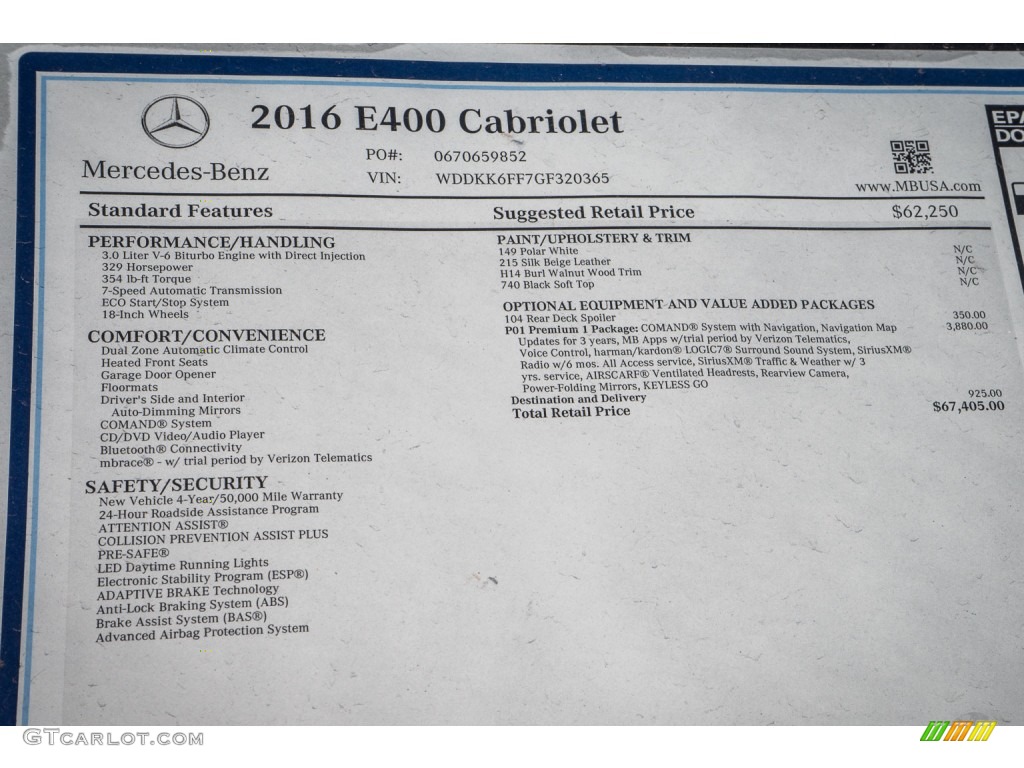 2016 E400 Cabriolet
Mercedes-Benz
PO#: 0670659852
VIN: WDDKK6FF7GF320365
www.MBUSA.com
EPA
DO
Standard Features
Suggested Retail Price $62,250
PERFORMANCE/HANDLING
3.0 Liter V-6 Biturbo Engine with Direct Injection
329 Horsepower
354 lb-ft Torque
7-Speed Automatic Transmission
ECO Start/Stop System
18-Inch Wheels
COMFORT/CONVENIENCE
Dual Zone Automatic Climate Control
Heated Front Seats
Garage Door Opener
Floormats
Driver's Side and Interior
Auto-Dimming Mirrors
COMAND® System
CD/DVD Video/Audio Player
Bluetooth® Connectivity
mbrace® - w/ trial period by Verizon Telematics
SAFETY/SECURITY
New Vehicle 4-Year/50,000 Mile Warranty
24-Hour Roadside Assistance Program
ATTENTION ASSIST®
COLLISION PREVENTION ASSIST PLUS
PRE-SAFE®
LED Daytime Running Lights
Electronic Stability Program (ESP®)
ADAPTIVE BRAKE Technology
Anti-Lock Braking System (ABS)
Brake Assist System (BAS®)
Advanced Airbag Protection System
PAINT/UPHOLSTERY & TRIM
149 Polar White N/C
215 Silk Beige Leather N/C
H14 Burl Walnut Wood Trim N/C
740 Black Soft Top N/C
OPTIONAL EQUIPMENT AND VALUE ADDED PACKAGES
104 Rear Deck Spoiler 350.00
P01 Premium 1 Package: COMAND® System with Navigation, Navigation Map 3,880.00
Updates for 3 years, MB Apps w/trial period by Verizon Telematics,
Voice Control, harman/kardon® LOGIC7® Surround Sound System, SiriusXM®
Radio w/6 mos. All Access service, SiriusXM® Traffic & Weather w/ 3
yrs. service, AIRSCARF® Ventilated Headrests, Rearview Camera,
Power-Folding Mirrors, KEYLESS GO
Destination and Delivery 925.00
Total Retail Price $67,405.00
GTCarLot.com